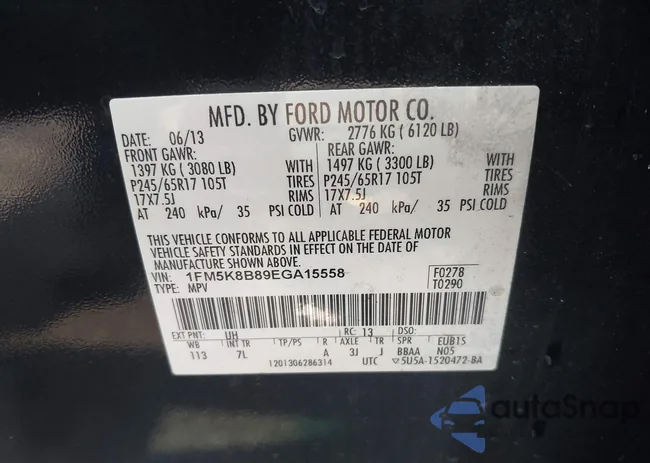 MFD. BY FORD MOTOR CO.
DATE: 06/13 GVWR: 2776 KG ( 6120 LB)
FRONT GAWR: REAR GAWR:
1397 KG ( 3080 LB) WITH 1497 KG ( 3300 LB) WITH
P245/65R17 105T TIRES P245/65R17 105T TIRES
17X7.5J RIMS 17X7.5J RIMS
AT 240 kPa/ 35 PSI COLD AT 240 kPa/ 35 PSI COLD
THIS VEHICLE CONFORMS TO ALL APPLICABLE FEDERAL MOTOR
VEHICLE SAFETY STANDARDS IN EFFECT ON THE DATE OF
MANUFACTURE SHOWN ABOVE.
VIN: 1FM5K8B89EGA15558 F0278
TYPE: MPV T0290
EXT PNT: UH RC: 13 DSO:
WB INT TR TP/PS R AXLE TR SPR EUB15
113 7L A 3J J BBAA N05
1201306286314 UTC ▽5U5A-1520472-BA
autoSnap